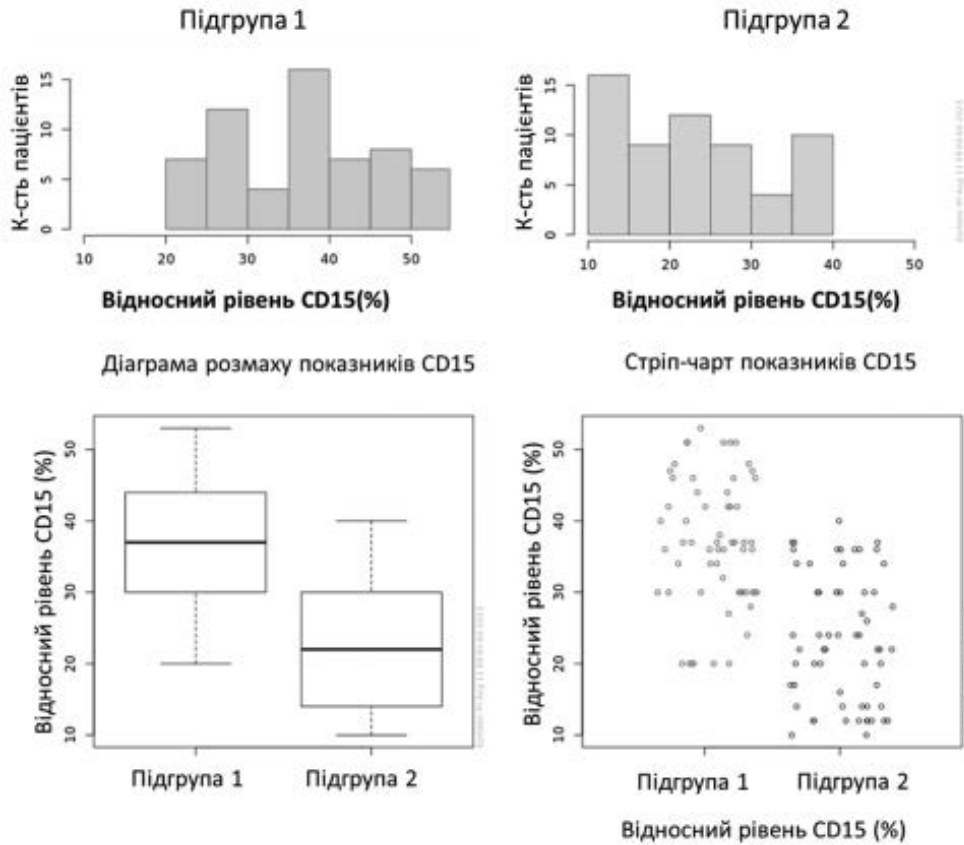 Підгрупа 1
К-сть пацієнтів
0 5 10 15
10 20 30 40 50
Відносний рівень CD15(%)
Підгрупа 2
К-сть пацієнтів
0 5 10 15
10 20 30 40 50
Відносний рівень CD15(%)
Діаграма розмаху показників CD15
Відносний рівень CD15 (%)
10 20 30 40 50
Підгрупа 1 Підгрупа 2
Стріп-чарт показників CD15
Відносний рівень CD15 (%)
10 20 30 40 50
Підгрупа 1 Підгрупа 2
Відносний рівень CD15 (%)